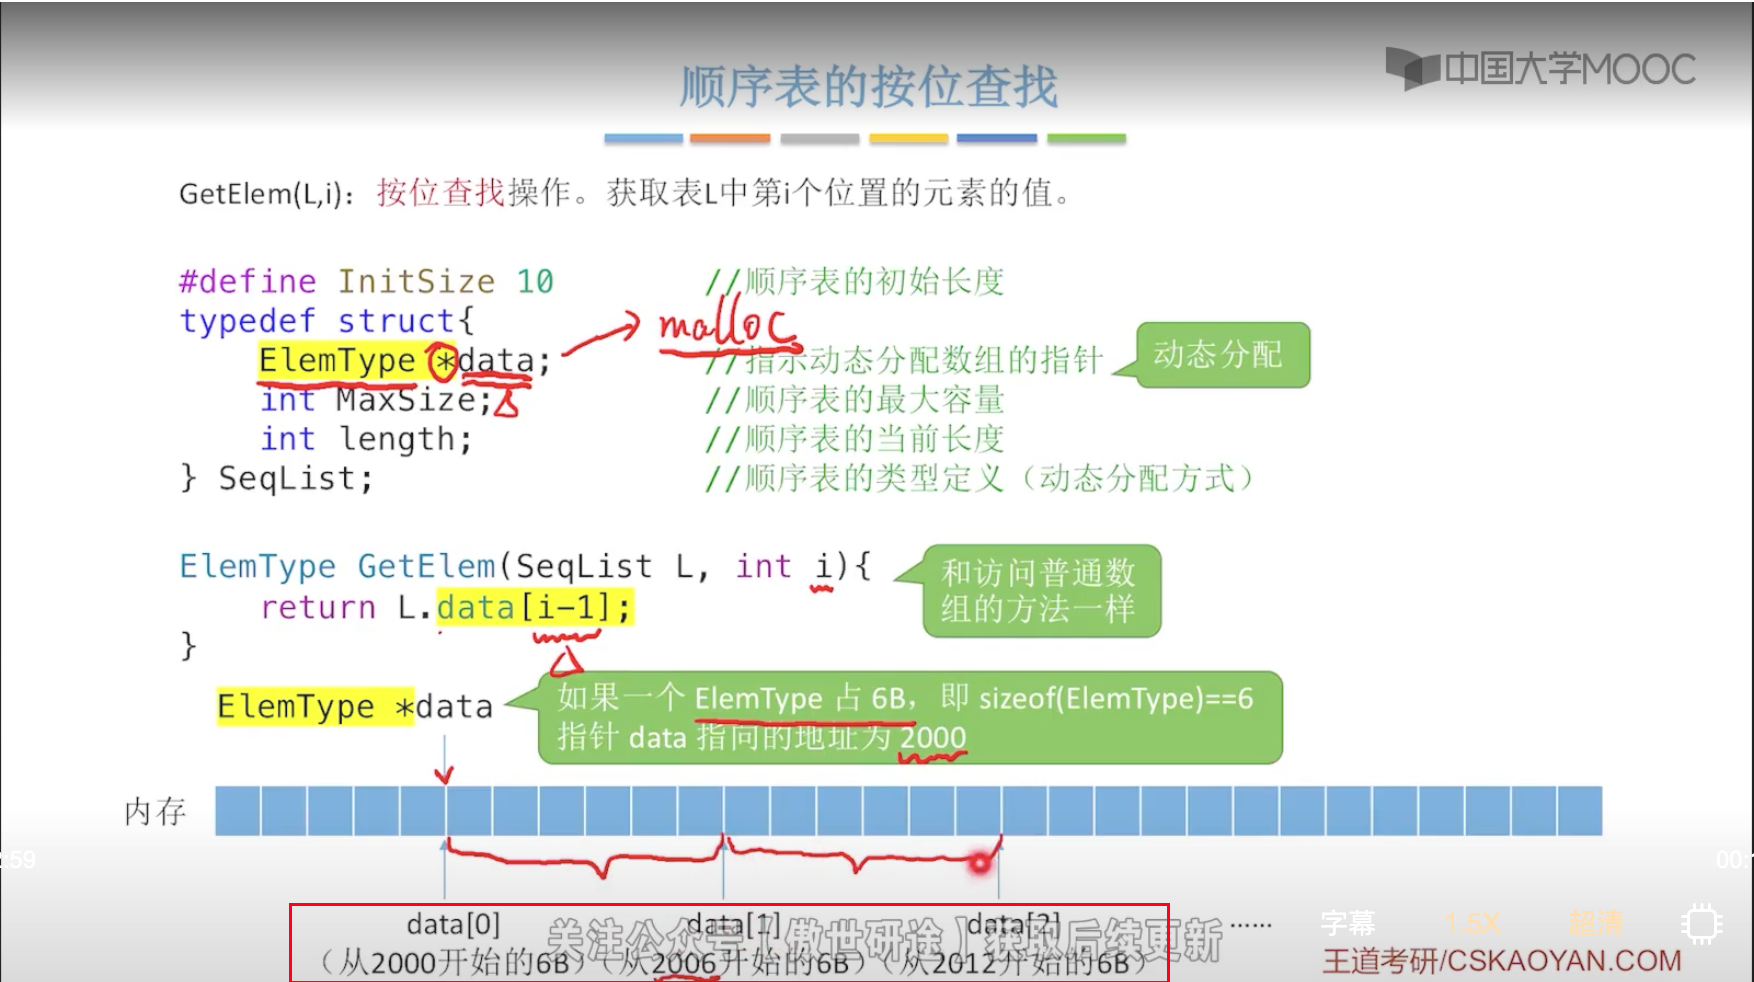 中国大学MOOC
顺序表的按位查找
GetElem(L,i)：按位查找操作。获取表L中第i个位置的元素的值。
#define InitSize 10 //顺序表的初始长度
typedef struct{
malloc
ElemType *data; //指示动态分配数组的指针
动态分配
int MaxSize; //顺序表的最大容量
int length; //顺序表的当前长度
} SeqList; //顺序表的类型定义（动态分配方式）
ElemType GetElem(SeqList L, int i){
return L.data[i-1];
}
和访问普通数
组的方法一样
ElemType *data
如果一个 ElemType 占 6B，即 sizeof(ElemType)==6
指针 data 指向的地址为 2000
内存
:59
00:
data[0] data[1] data[2] ……
关注公众号【傲世研途】获取后续更新
字幕 1.5X 超清
（从2000开始的6B）（从2006开始的6B）（从2012开始的6B）
王道考研/CSKAOYAN.COM